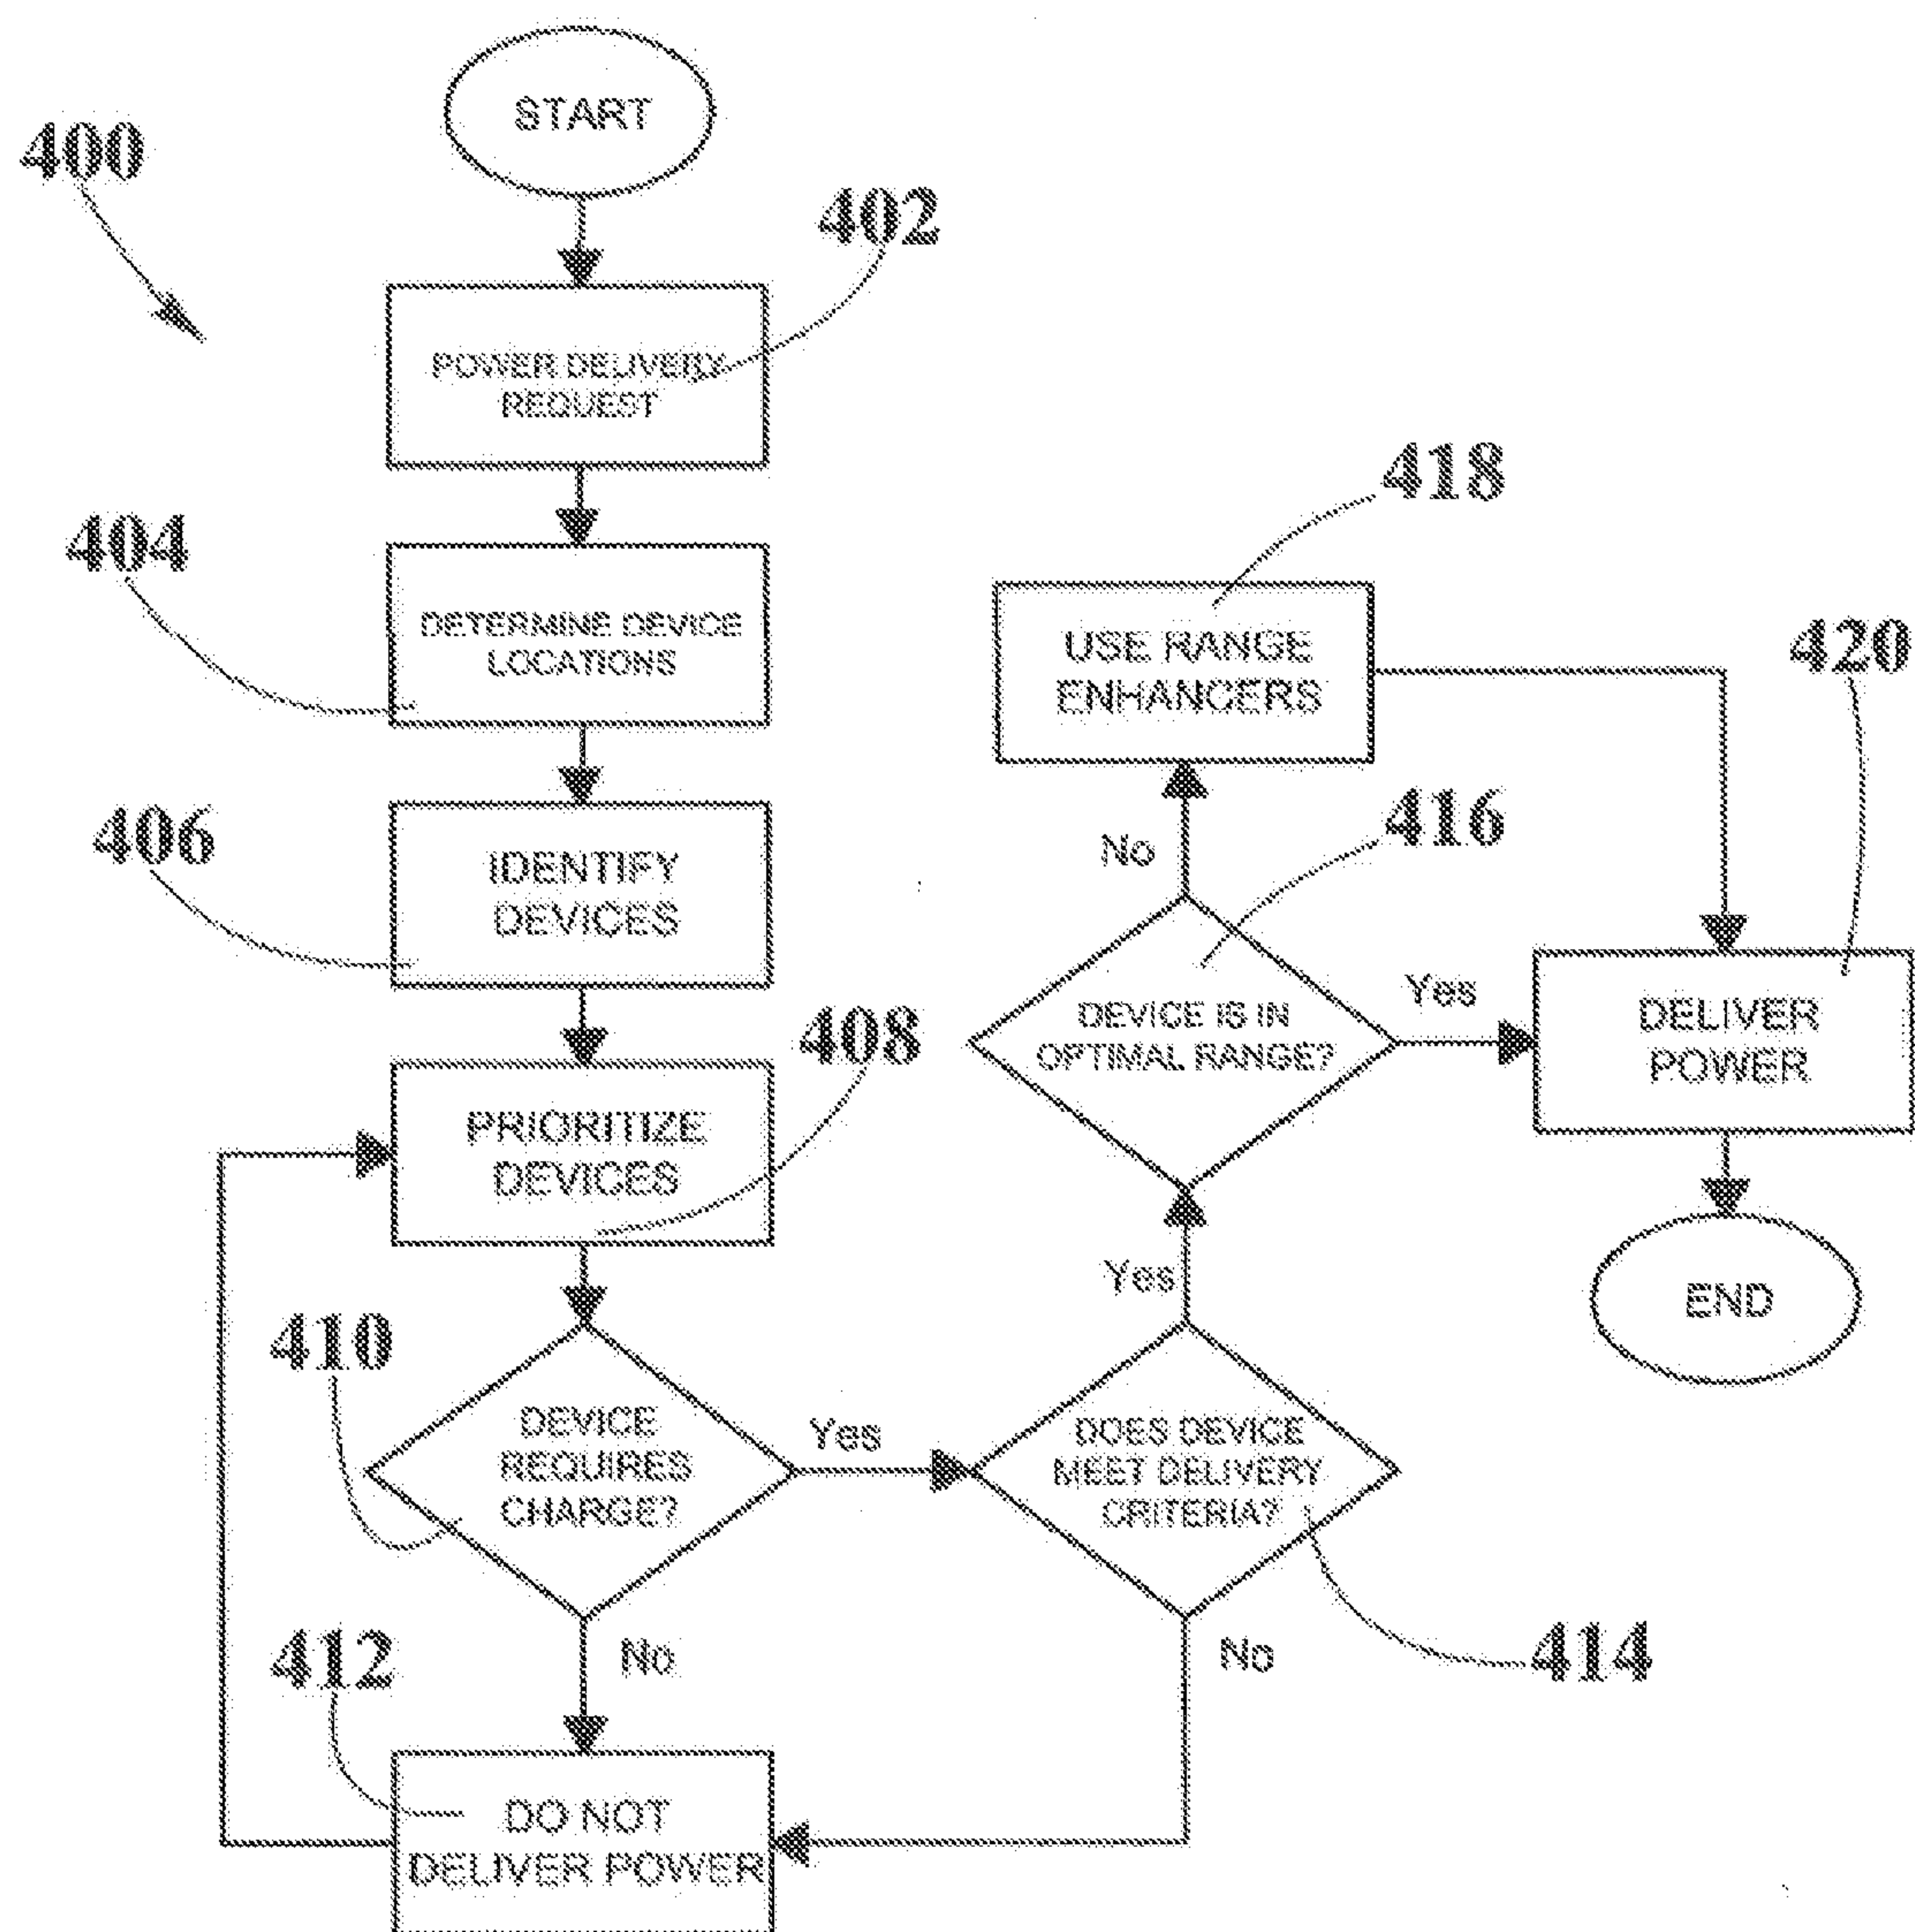 START
400
402
POWER DELIVERY
REQUEST
404
DETERMINE DEVICE
LOCATIONS
418
USE RANGE
ENHANCERS
420
406
IDENTIFY
DEVICES
No
416
408
PRIORITIZE
DEVICES
DEVICE IS IN
OPTIMAL RANGE?
Yes
DELIVER
POWER
Yes
END
410
DEVICE
REQUIRES
CHARGE?
Yes
DOES DEVICE
MEET DELIVERY
CRITERIA?
412
No
No
414
DO NOT
DELIVER POWER